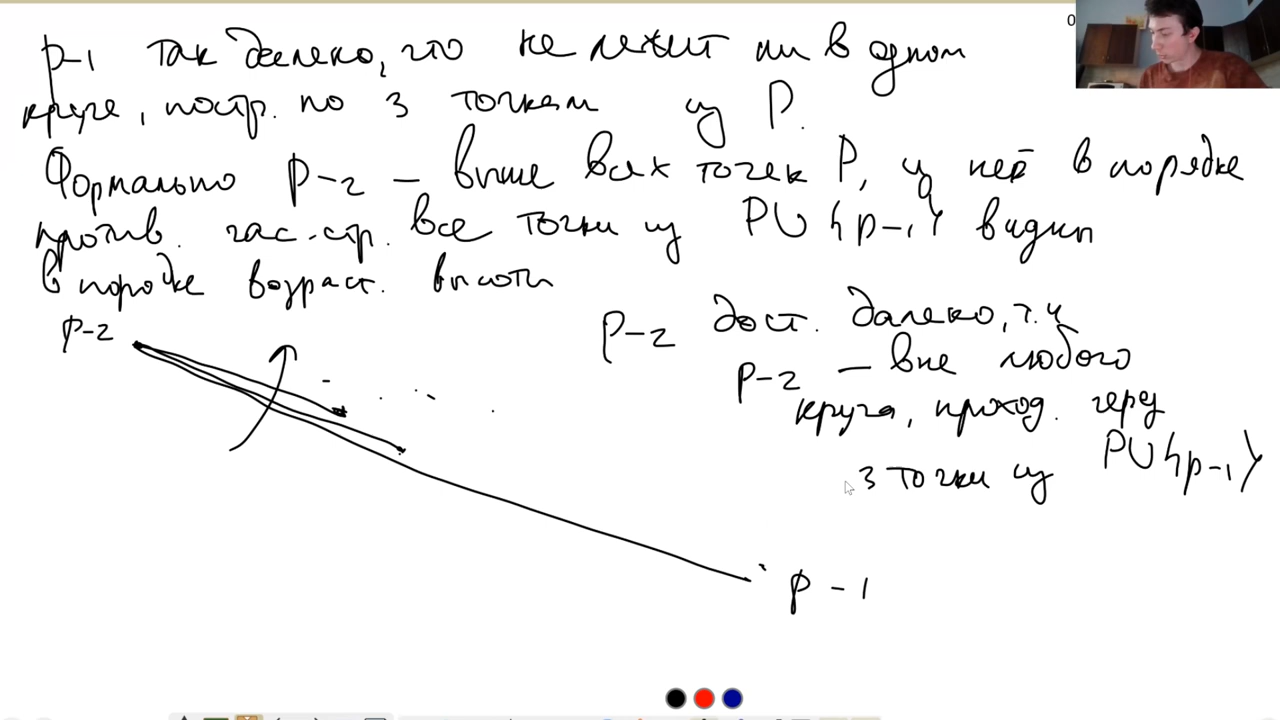 p-1 так далеко, что не лежит ни в одном
круге, постр. по 3 точкам из P.
Формально p-2 — выше всех точек P, из неё в порядке
против. час. стр. все точки из P∪{p-1} видны
в порядке возраст. высоты
p-2
p-2 дост. далеко, т.ч
p-2 — вне любого
круга, проход. через
3 точки из P∪{p-1}
p-1